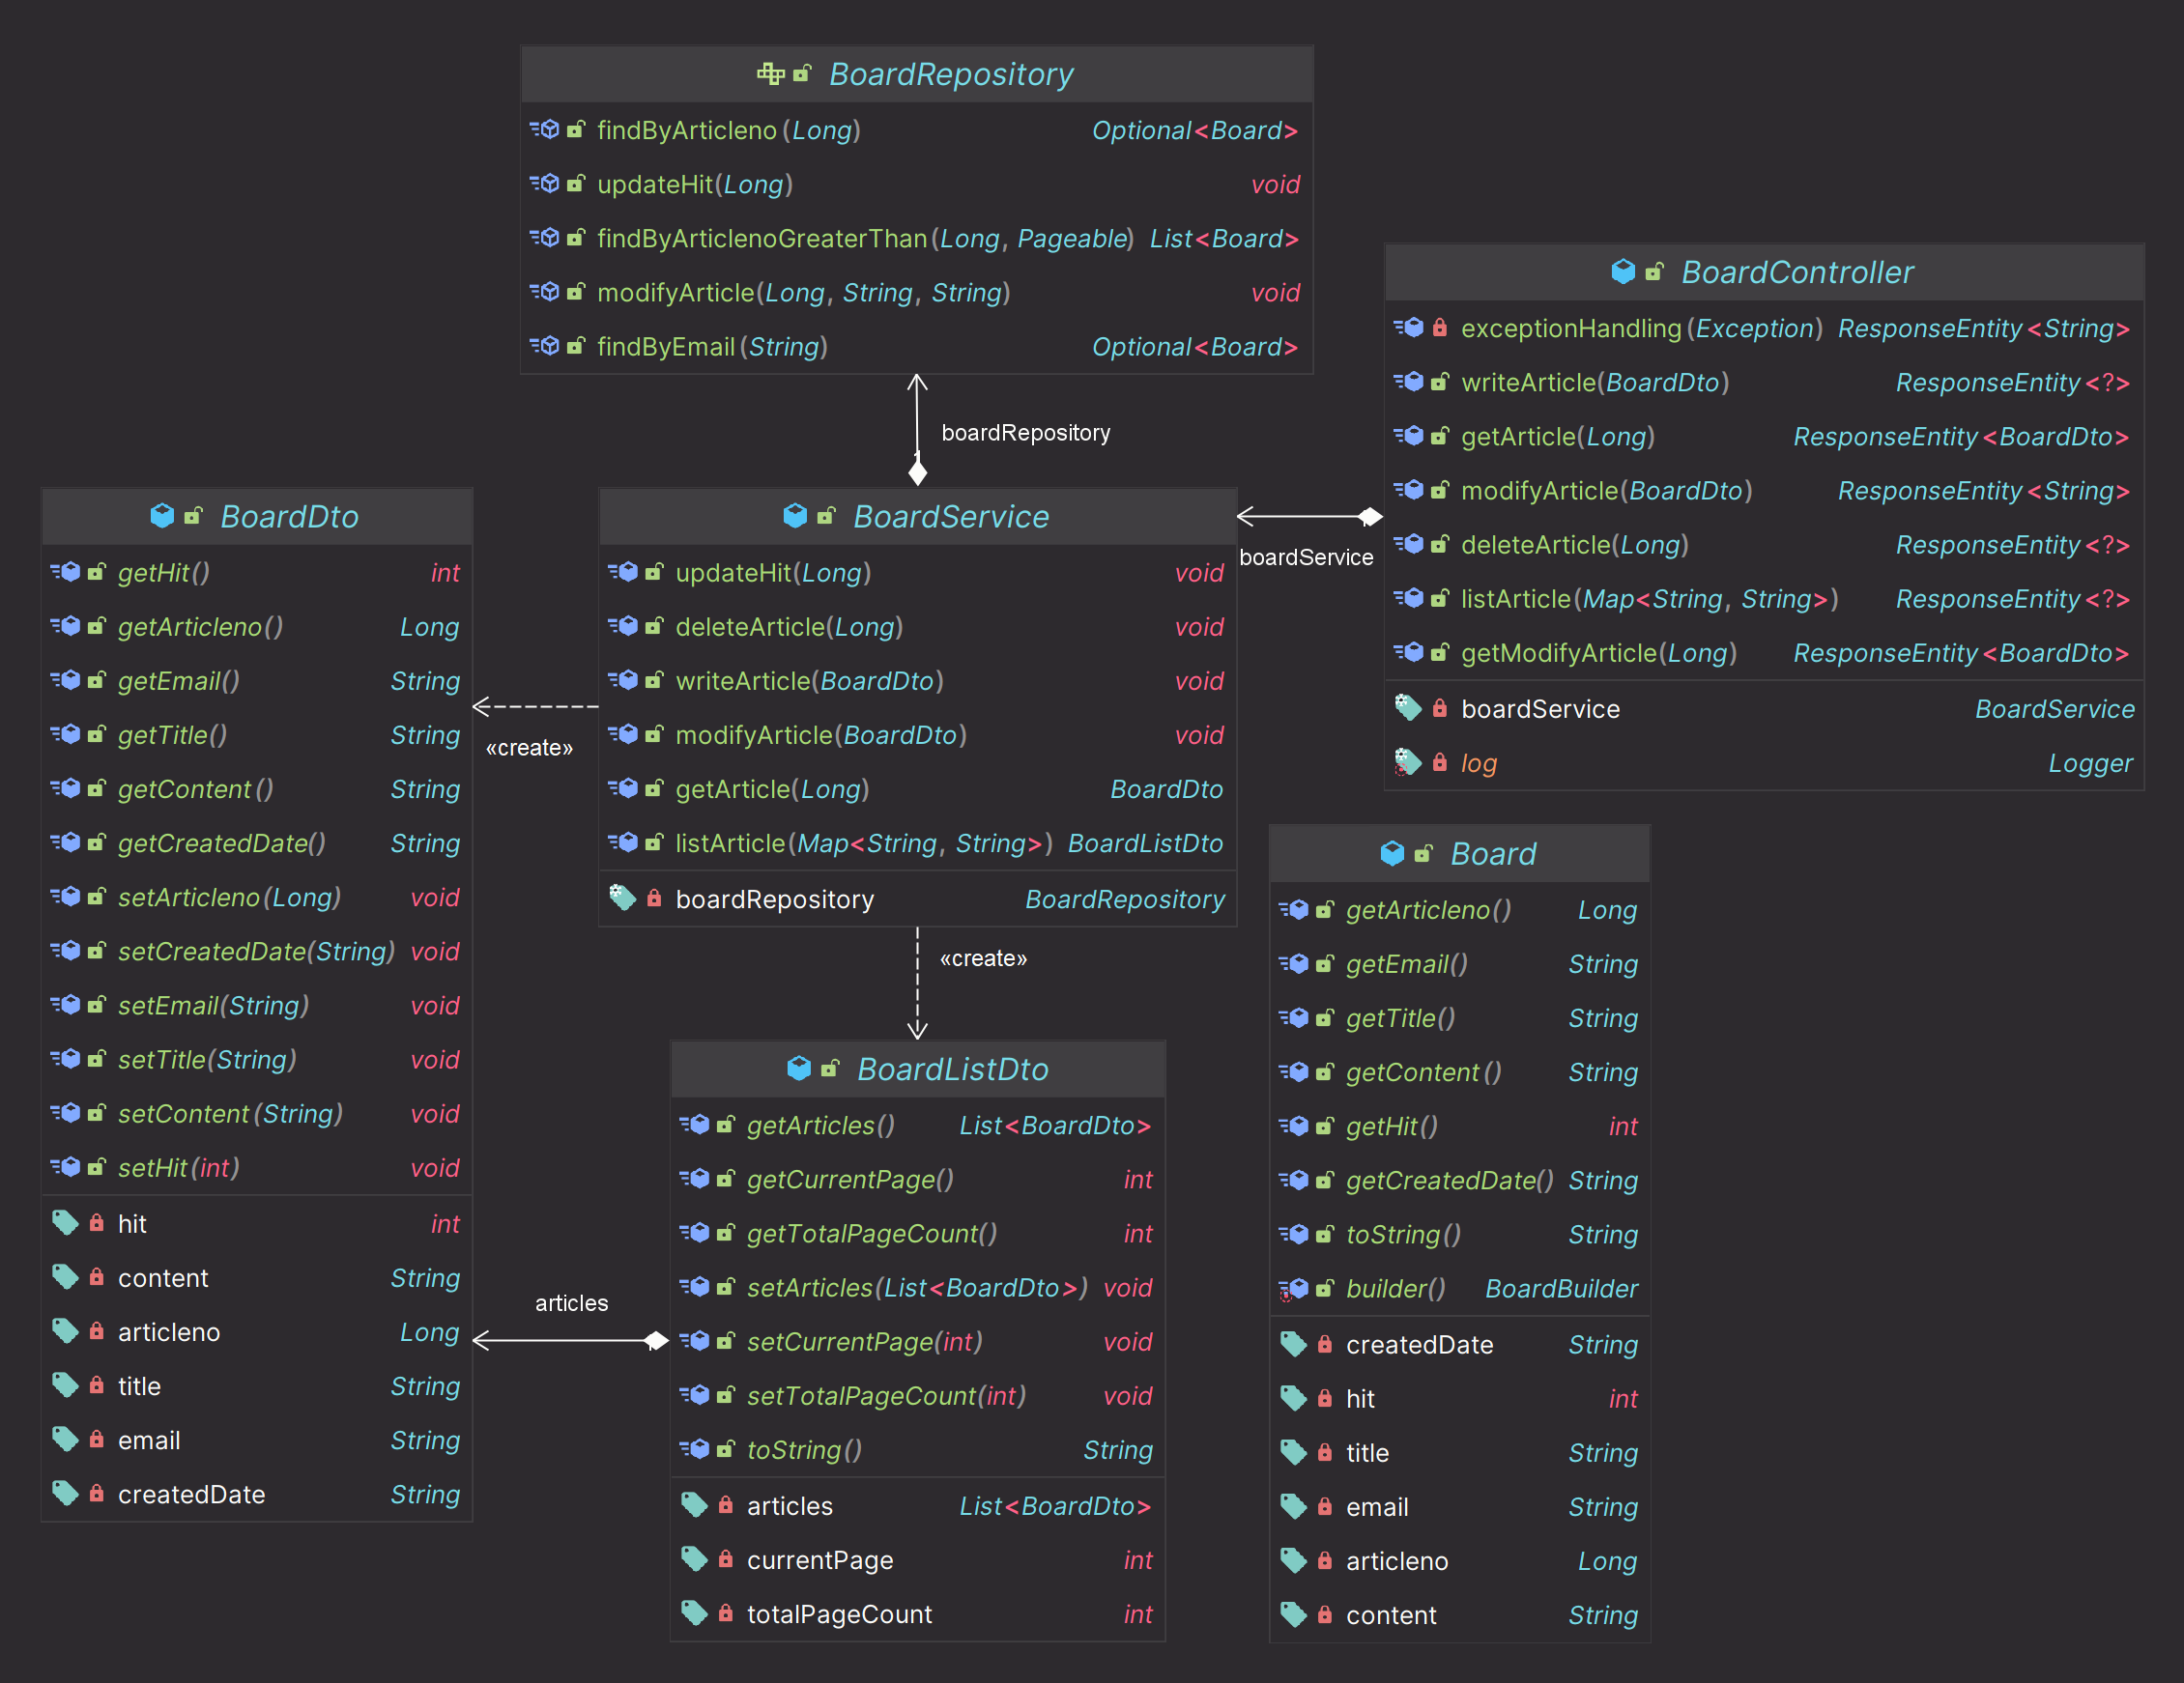 BoardRepository
findByArticleno(Long) Optional<Board>
updateHit(Long) void
findByArticlenoGreaterThan(Long, Pageable) List<Board>
modifyArticle(Long, String, String) void
findByEmail(String) Optional<Board>
boardRepository
1
BoardController
exceptionHandling(Exception) ResponseEntity<String>
writeArticle(BoardDto) ResponseEntity<?>
getArticle(Long) ResponseEntity<BoardDto>
modifyArticle(BoardDto) ResponseEntity<String>
deleteArticle(Long) ResponseEntity<?>
listArticle(Map<String, String>) ResponseEntity<?>
getModifyArticle(Long) ResponseEntity<BoardDto>
boardService BoardService
log Logger
boardService
1
BoardDto
getHit() int
getArticleno() Long
getEmail() String
getTitle() String
getContent() String
getCreatedDate() String
setArticleno(Long) void
setCreatedDate(String) void
setEmail(String) void
setTitle(String) void
setContent(String) void
setHit(int) void
hit int
content String
articleno Long
title String
email String
createdDate String
«create»
BoardService
updateHit(Long) void
deleteArticle(Long) void
writeArticle(BoardDto) void
modifyArticle(BoardDto) void
getArticle(Long) BoardDto
listArticle(Map<String, String>) BoardListDto
boardRepository BoardRepository
«create»
articles
1
BoardListDto
getArticles() List<BoardDto>
getCurrentPage() int
getTotalPageCount() int
setArticles(List<BoardDto>) void
setCurrentPage(int) void
setTotalPageCount(int) void
toString() String
articles List<BoardDto>
currentPage int
totalPageCount int
Board
getArticleno() Long
getEmail() String
getTitle() String
getContent() String
getHit() int
getCreatedDate() String
toString() String
builder() BoardBuilder
createdDate String
hit int
title String
email String
articleno Long
content String